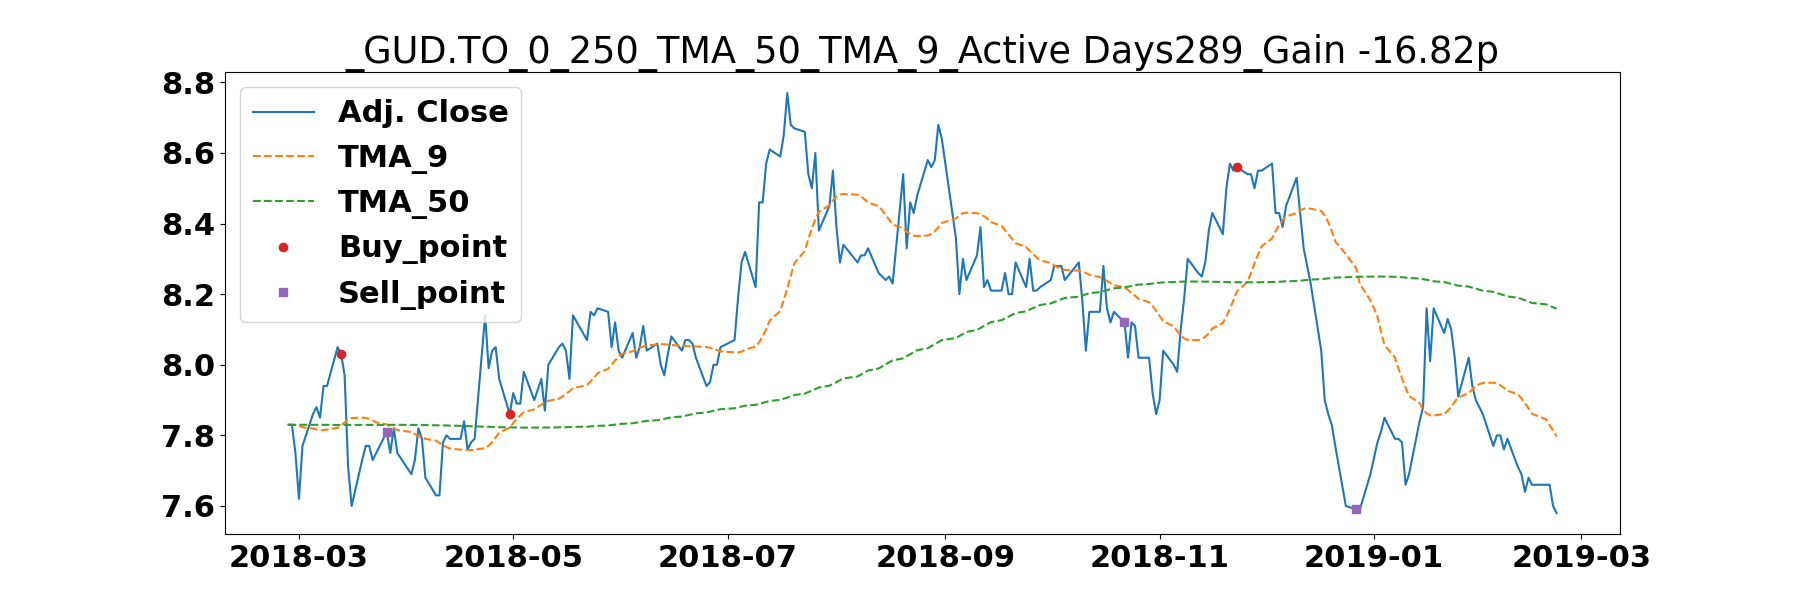 _GUD.TO_0_250_TMA_50_TMA_9_Active Days289_Gain -16.82p
8.8
8.6
8.4
8.2
8.0
7.8
7.6
Adj. Close
TMA_9
TMA_50
Buy_point
Sell_point
2018-03 2018-05 2018-07 2018-09 2018-11 2019-01 2019-03